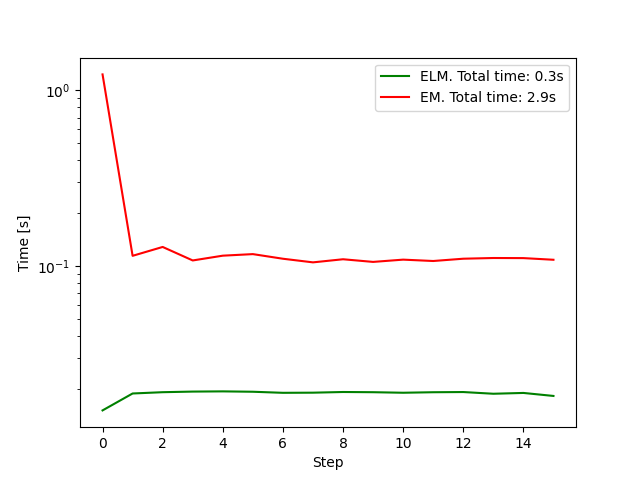 ELM. Total time: 0.3s
EM. Total time: 2.9s
10⁰
10⁻¹
Time [s]
0 2 4 6 8 10 12 14
Step